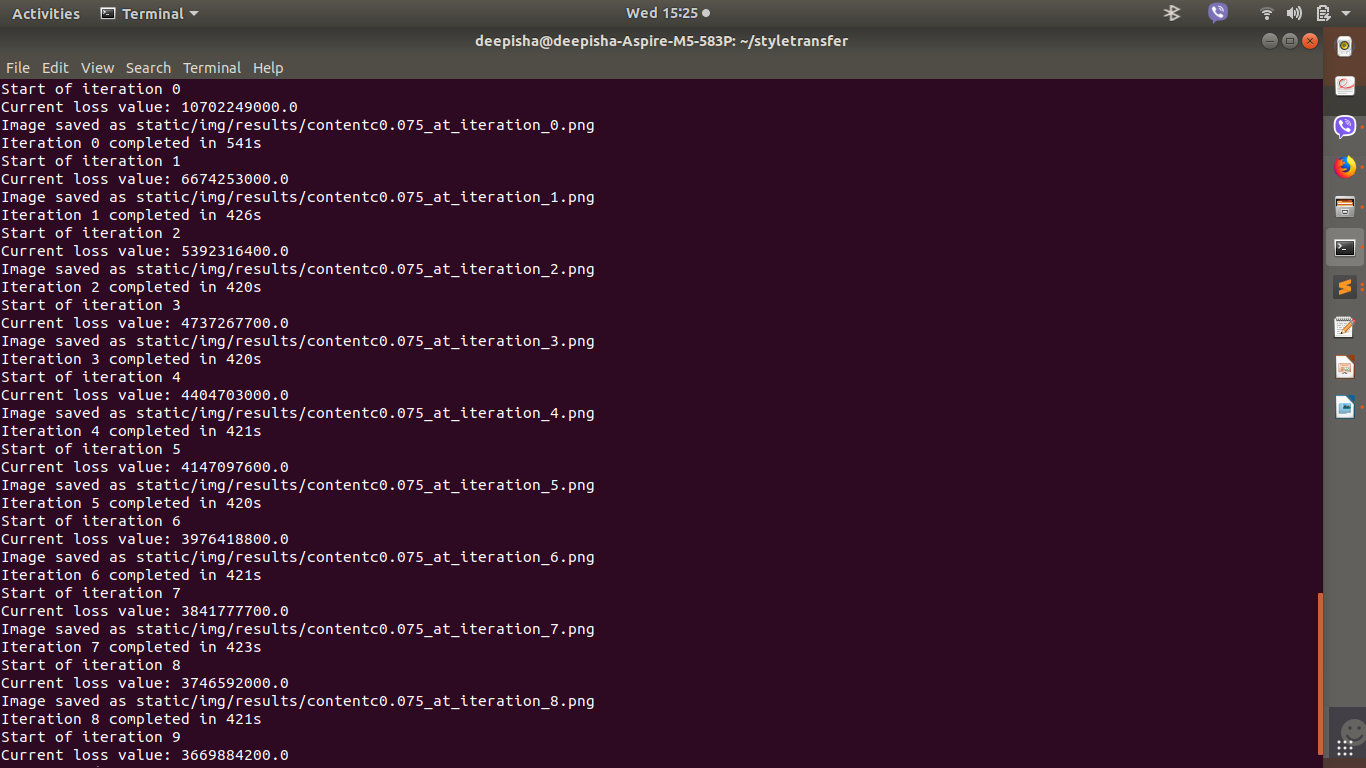 Activities Terminal Wed 15:25
deepisha@deepisha-Aspire-M5-583P: ~/styletransfer
File Edit View Search Terminal Help
Start of iteration 0
Current loss value: 10702249000.0
Image saved as static/img/results/contentc0.075_at_iteration_0.png
Iteration 0 completed in 541s
Start of iteration 1
Current loss value: 6674253000.0
Image saved as static/img/results/contentc0.075_at_iteration_1.png
Iteration 1 completed in 426s
Start of iteration 2
Current loss value: 5392316400.0
Image saved as static/img/results/contentc0.075_at_iteration_2.png
Iteration 2 completed in 420s
Start of iteration 3
Current loss value: 4737267700.0
Image saved as static/img/results/contentc0.075_at_iteration_3.png
Iteration 3 completed in 420s
Start of iteration 4
Current loss value: 4404703000.0
Image saved as static/img/results/contentc0.075_at_iteration_4.png
Iteration 4 completed in 421s
Start of iteration 5
Current loss value: 4147097600.0
Image saved as static/img/results/contentc0.075_at_iteration_5.png
Iteration 5 completed in 420s
Start of iteration 6
Current loss value: 3976418800.0
Image saved as static/img/results/contentc0.075_at_iteration_6.png
Iteration 6 completed in 421s
Start of iteration 7
Current loss value: 3841777700.0
Image saved as static/img/results/contentc0.075_at_iteration_7.png
Iteration 7 completed in 423s
Start of iteration 8
Current loss value: 3746592000.0
Image saved as static/img/results/contentc0.075_at_iteration_8.png
Iteration 8 completed in 421s
Start of iteration 9
Current loss value: 3669884200.0